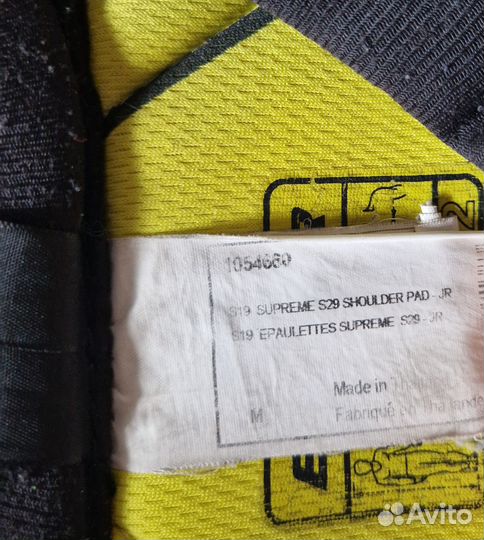 2
1054660
S19 SUPREME S29 SHOULDER PAD - JR
S19 EPAULETTES SUPREME S29 - JR
Made in Thailand
M
Fabriqué en Thaïlande
Avito